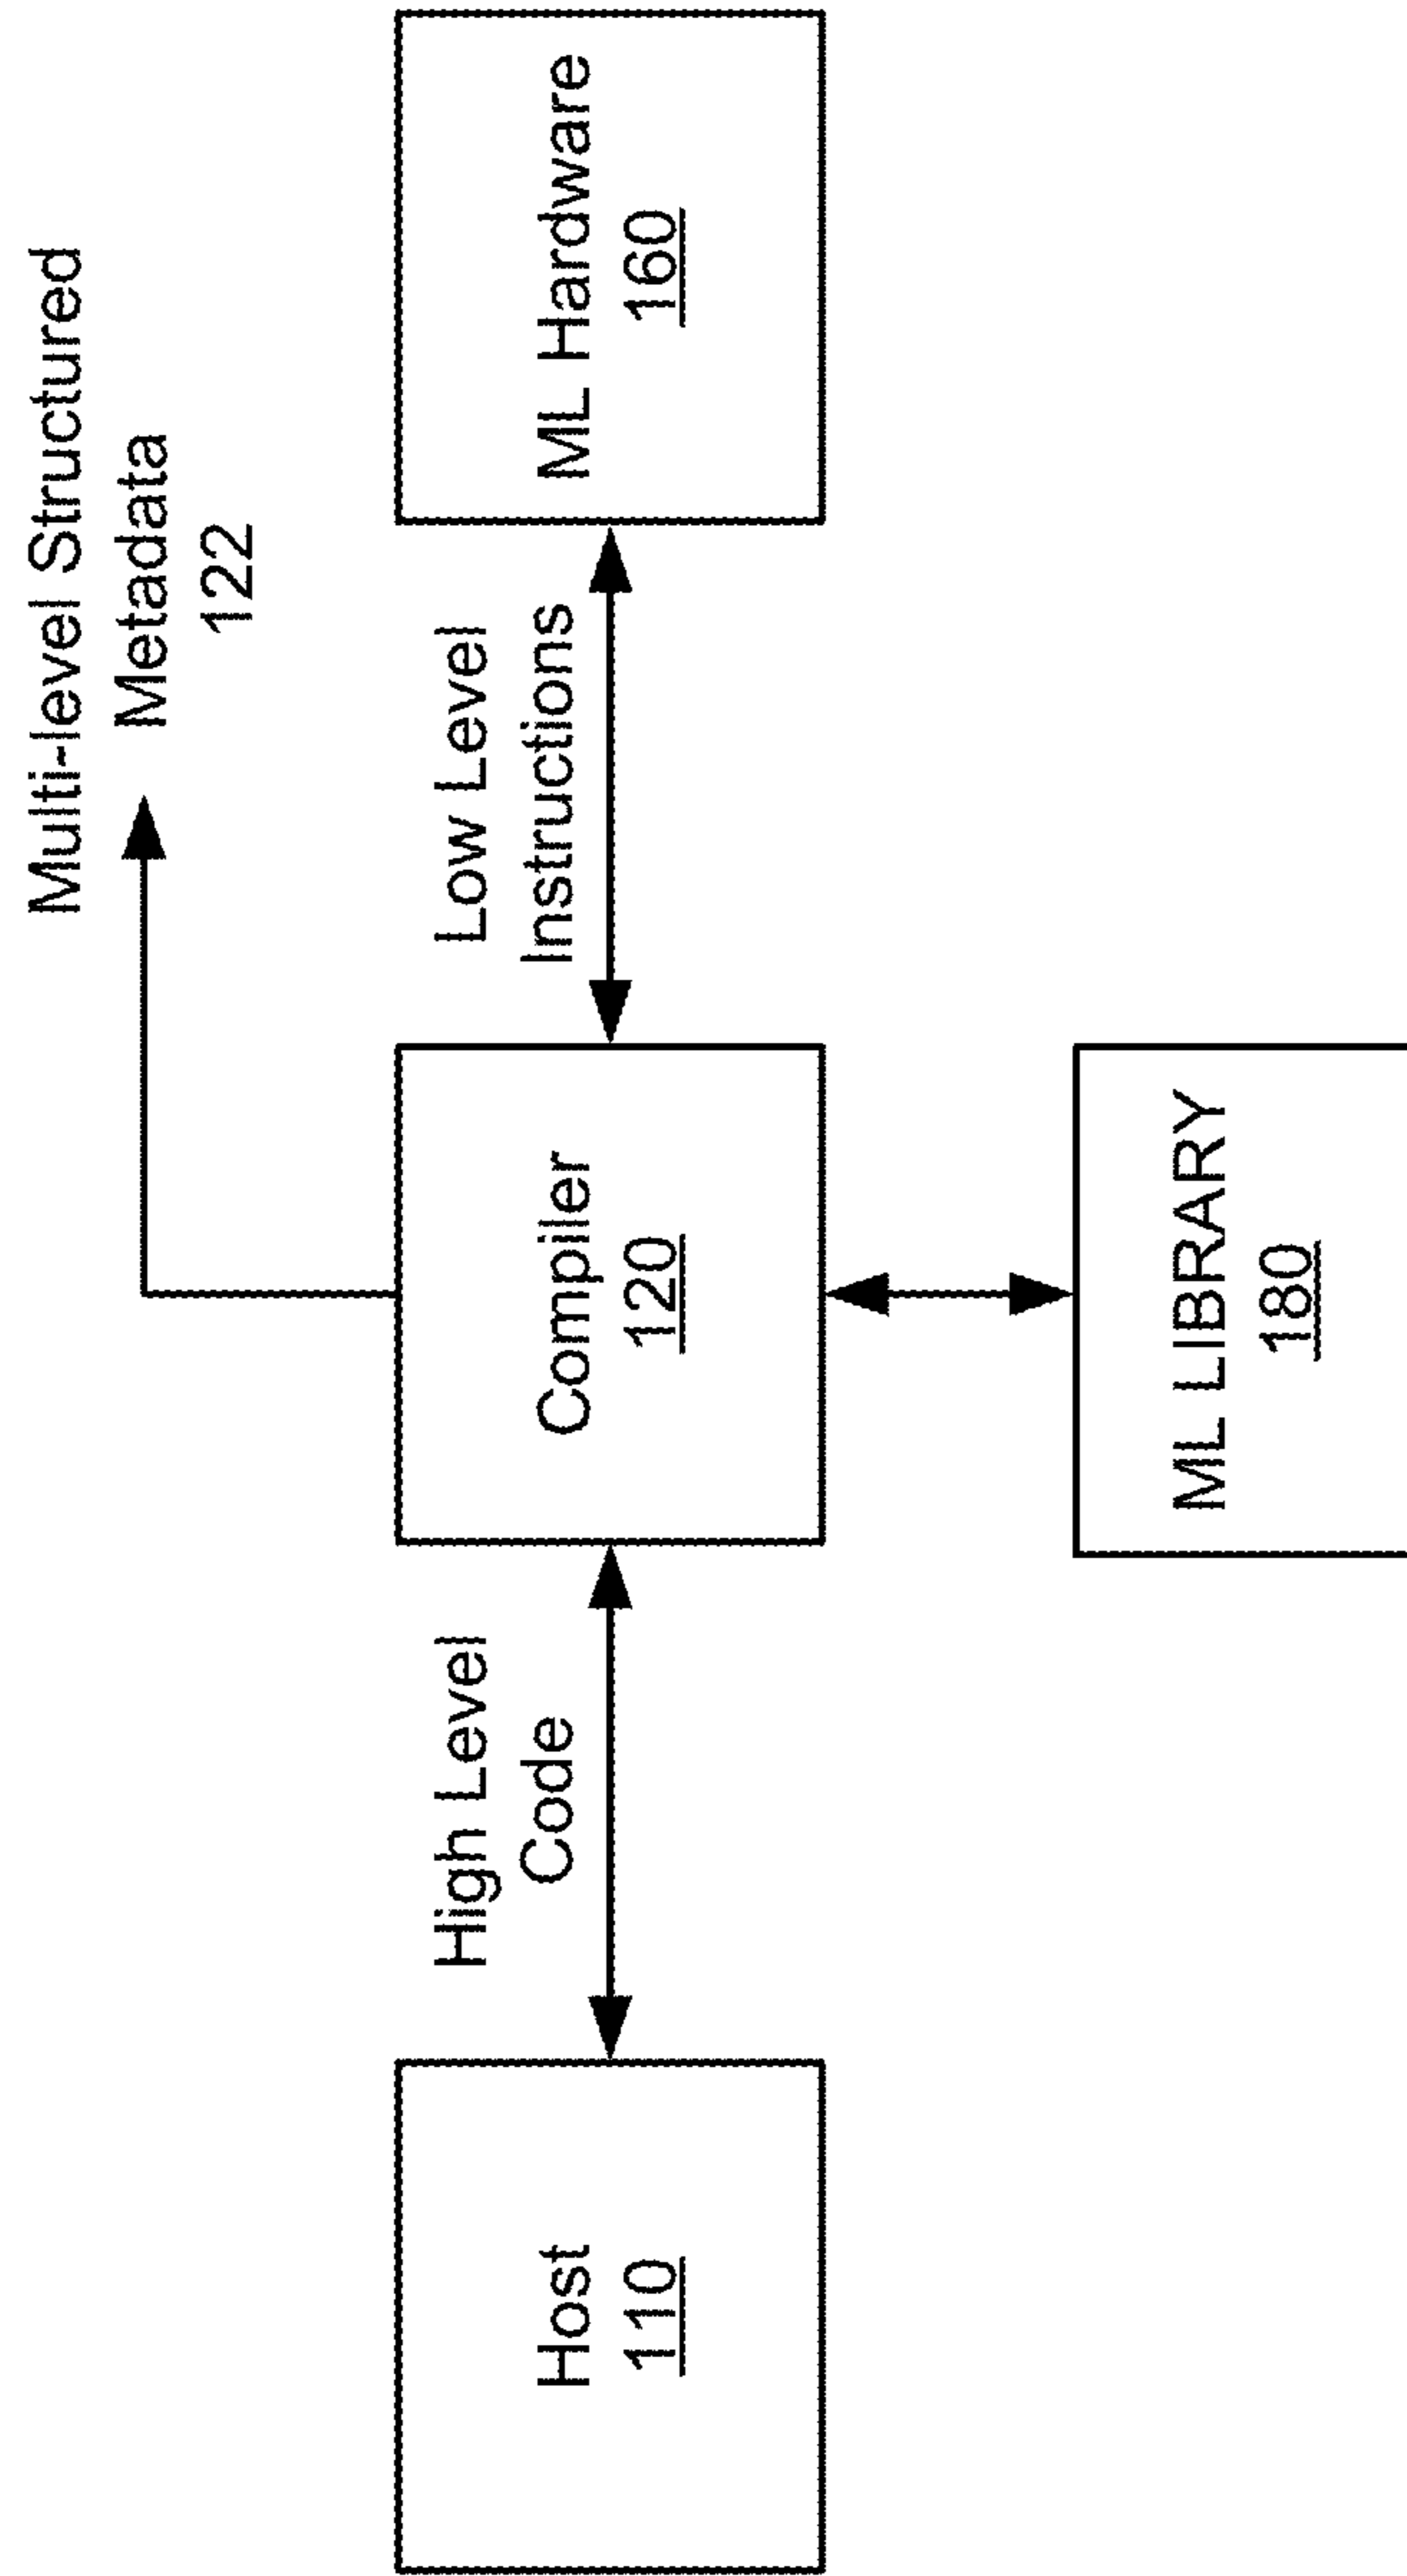 Multi-level Structured
Metadata
122
Host
110
High Level
Code
Compiler
120
Low Level
Instructions
ML Hardware
160
ML LIBRARY
180